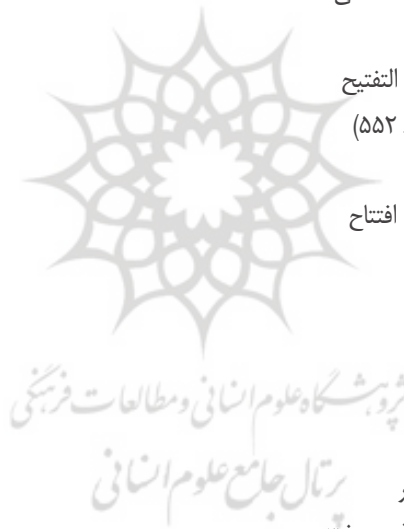 التفتیح
۵۵۲)
افتتاح
پژوهشگاه علوم انسانی و مطالعات فرهنگی
پرتال جامع علوم انسانی
ر